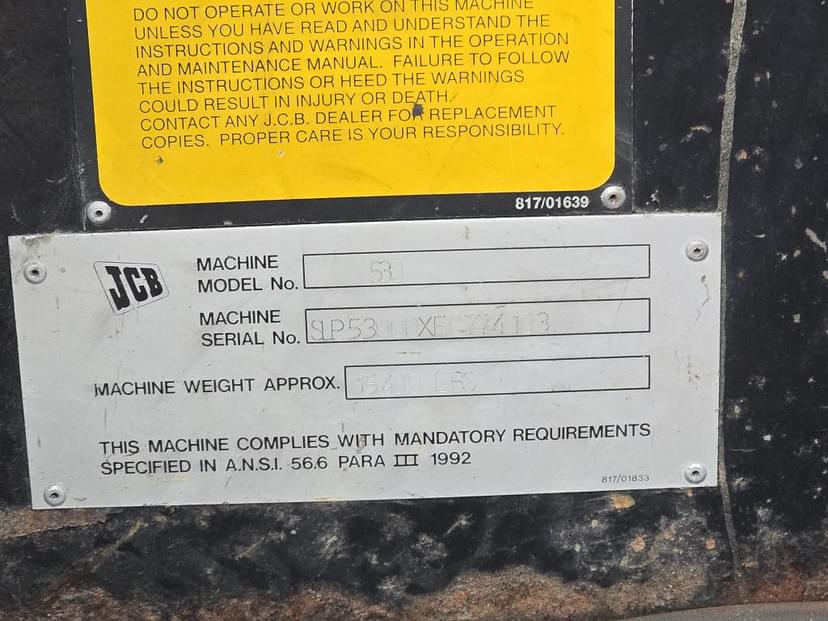 DO NOT OPERATE OR WORK ON THIS MACHINE
UNLESS YOU HAVE READ AND UNDERSTAND THE
INSTRUCTIONS AND WARNINGS IN THE OPERATION
AND MAINTENANCE MANUAL. FAILURE TO FOLLOW
THE INSTRUCTIONS OR HEED THE WARNINGS
COULD RESULT IN INJURY OR DEATH.
CONTACT ANY J.C.B. DEALER FOR REPLACEMENT
COPIES. PROPER CARE IS YOUR RESPONSIBILITY.
817/01639
JCB
MACHINE
MODEL No. 530
MACHINE
SERIAL No.
MACHINE WEIGHT APPROX.
THIS MACHINE COMPLIES WITH MANDATORY REQUIREMENTS
SPECIFIED IN A.N.S.I. 56.6 PARA III 1992
817/01833